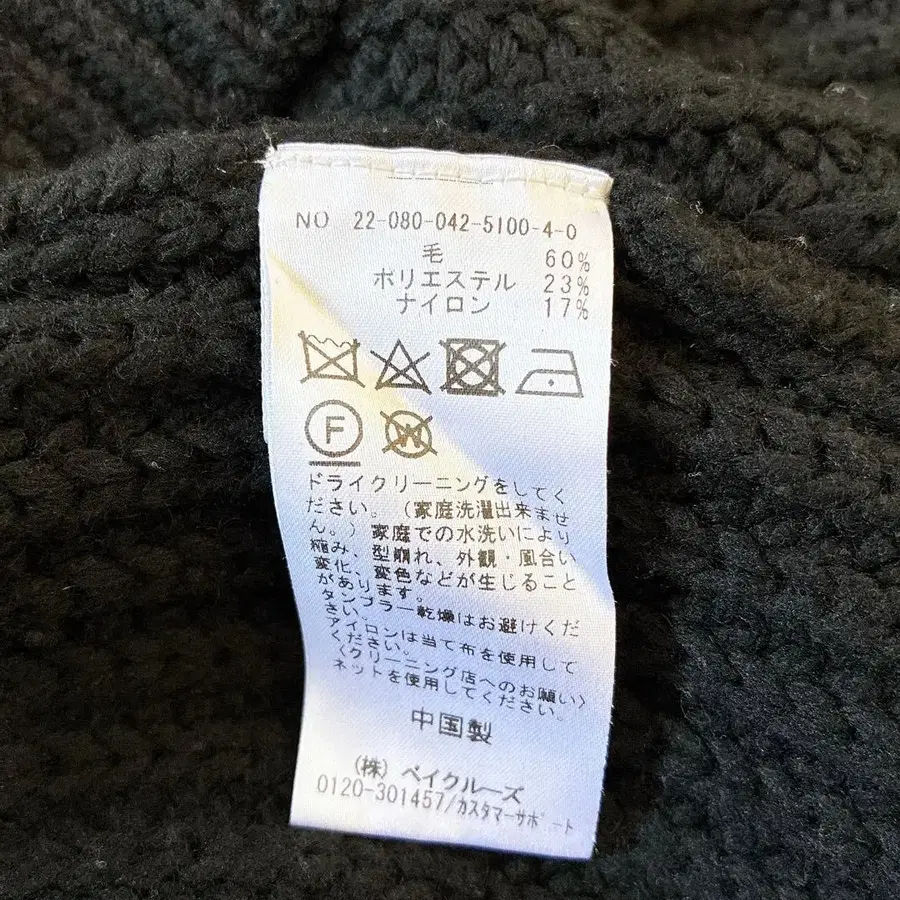 NO 22-080-042-5100-4-0
毛 60%
ポリエステル 23%
ナイロン 17%
F
W
ドライクリーニングをしてく
ださい。（家庭洗濯出来ませ
ん。）家庭での水洗いにより
縮み、型崩れ、外観・風合い
変化、変色などが生じること
があります。
タンブラー乾燥はお避けくだ
さい。
アイロンは当て布を使用して
ください。
〈クリーニング店へのお願い〉
ネットを使用してください。
中国製
（株）ベイクルーズ
0120-301457/カスタマーサポート